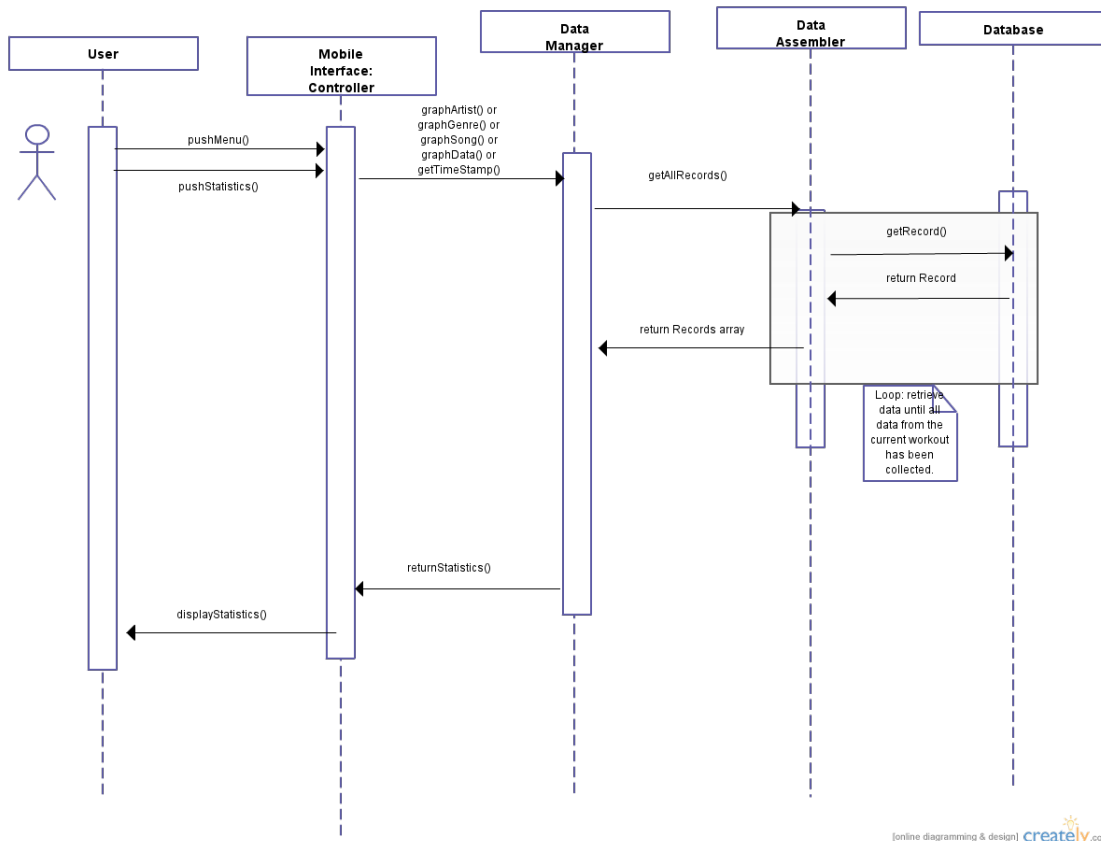 User
Mobile
Interface:
Controller
Data
Manager
Data
Assembler
Database
pushMenu()
pushStatistics()
graphArtist() or
graphGenre() or
graphSong() or
graphData() or
getTimeStamp()
getAllRecords()
getRecord()
return Record
return Records array
Loop: retrieve
data until all
data from the
current workout
has been
collected.
returnStatistics()
displayStatistics()
[online diagramming & design] creately.co